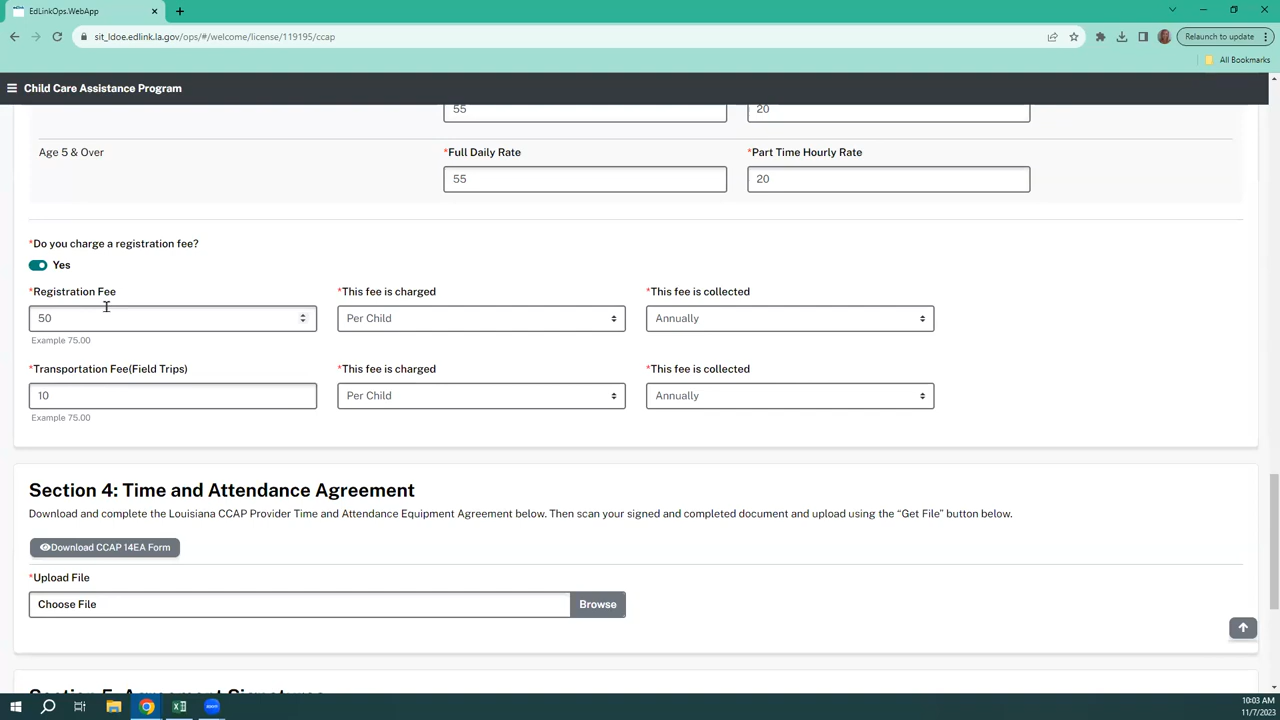 EdLinkOps.WebApp
sit_ldoe.edlink.la.gov/ops/#/welcome/license/119195/ccap
Relaunch to update
All Bookmarks
Child Care Assistance Program
55 20
Age 5 & Over *Full Daily Rate *Part Time Hourly Rate
55 20
*Do you charge a registration fee?
Yes
*Registration Fee *This fee is charged *This fee is collected
50 Per Child Annually
Example 75.00
*Transportation Fee(Field Trips) *This fee is charged *This fee is collected
10 Per Child Annually
Example 75.00
Section 4: Time and Attendance Agreement
Download and complete the Louisiana CCAP Provider Time and Attendance Equipment Agreement below. Then scan your signed and completed document and upload using the “Get File” button below.
Download CCAP 14EA Form
*Upload File
Choose File Browse
Section 5: Agreement Signatures
10:03 AM
11/7/2023